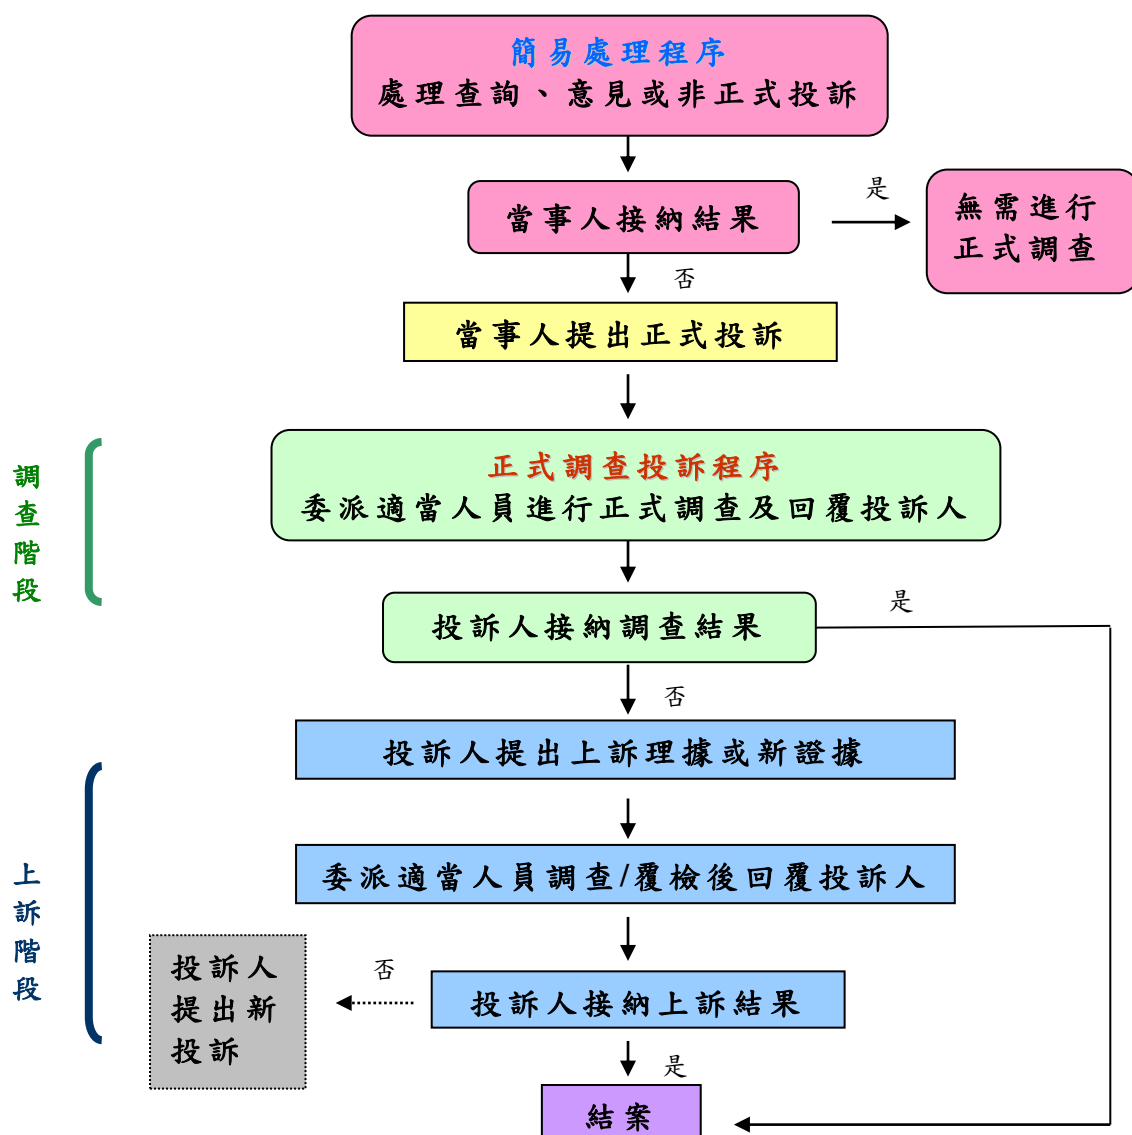 簡易處理程序
處理查詢、意見或非正式投訴
當事人接納結果
是
無需進行
正式調查
否
當事人提出正式投訴
調查階段
正式調查投訴程序
委派適當人員進行正式調查及回覆投訴人
投訴人接納調查結果
是
否
投訴人提出上訴理據或新證據
上訴階段
委派適當人員調查/覆檢後回覆投訴人
投訴人
提出新
投訴
否
投訴人接納上訴結果
是
結案